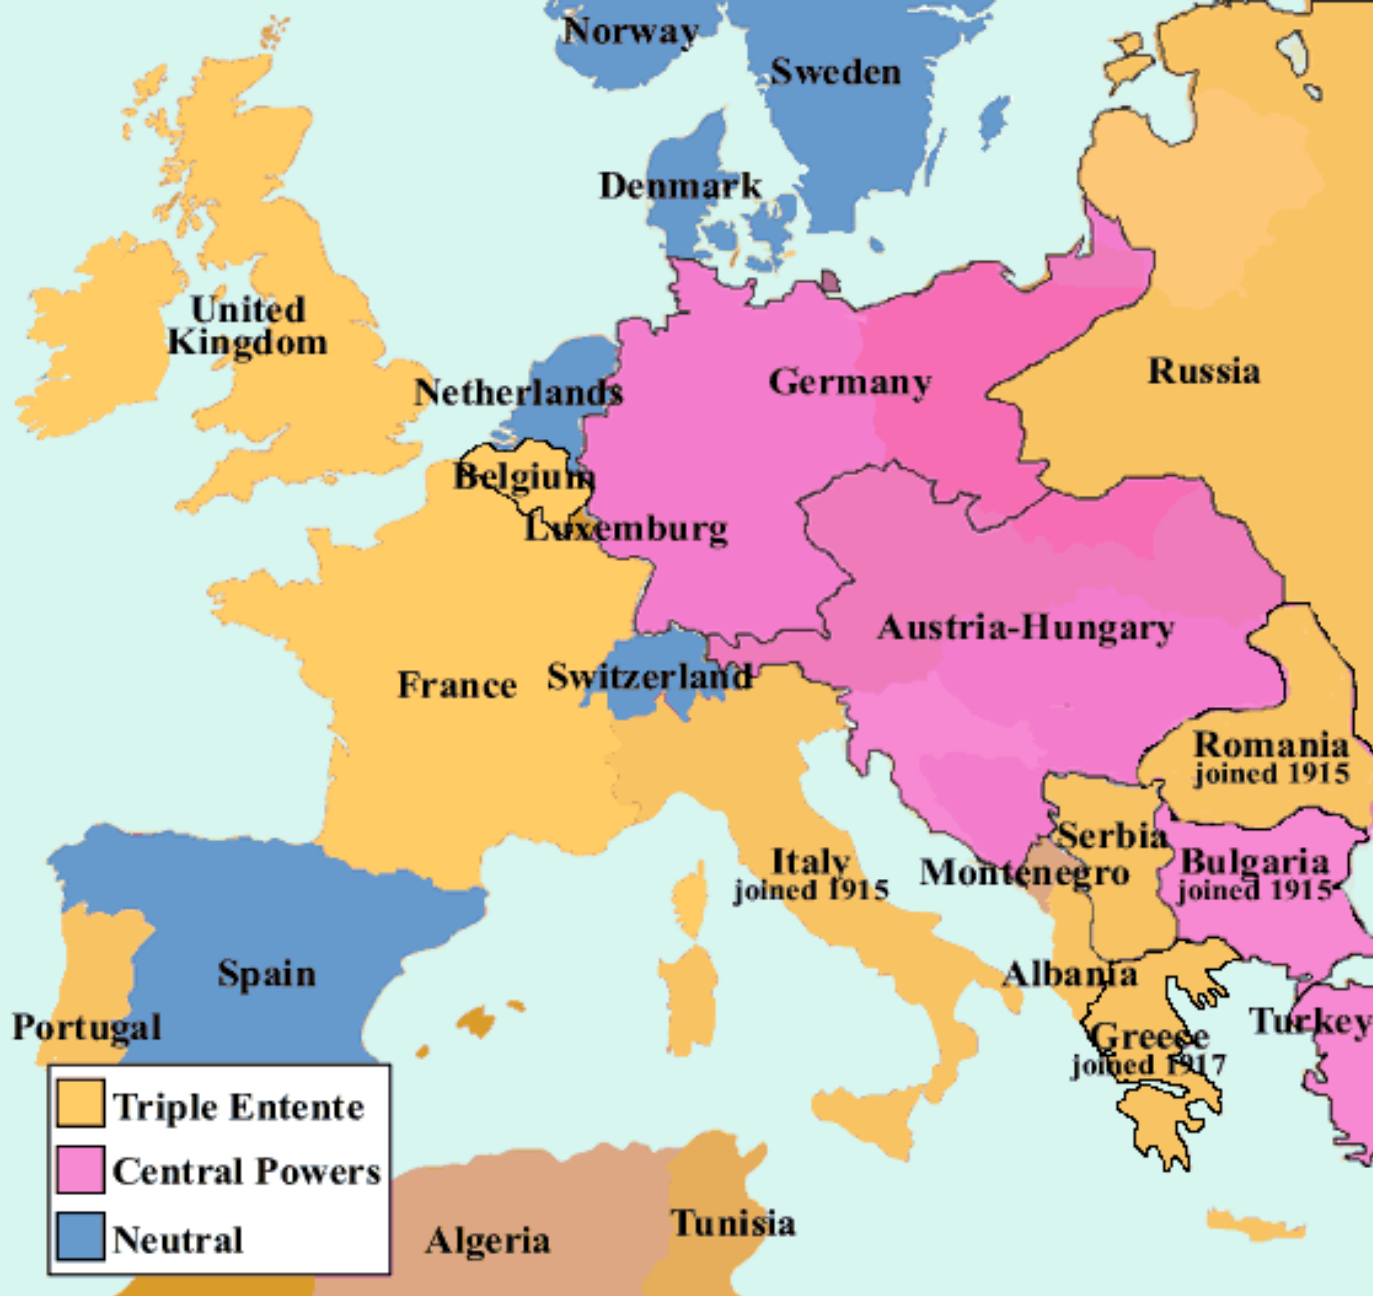 Norway
Sweden
Denmark
United
Kingdom
Netherlands
Germany
Russia
Belgium
Luxemburg
Austria-Hungary
France
Switzerland
Romania
joined 1915
Serbia
Italy
joined 1915
Montenegro
Bulgaria
joined 1915
Spain
Albania
Portugal
Greece
joined 1917
Turkey
Triple Entente
Central Powers
Neutral
Algeria
Tunisia